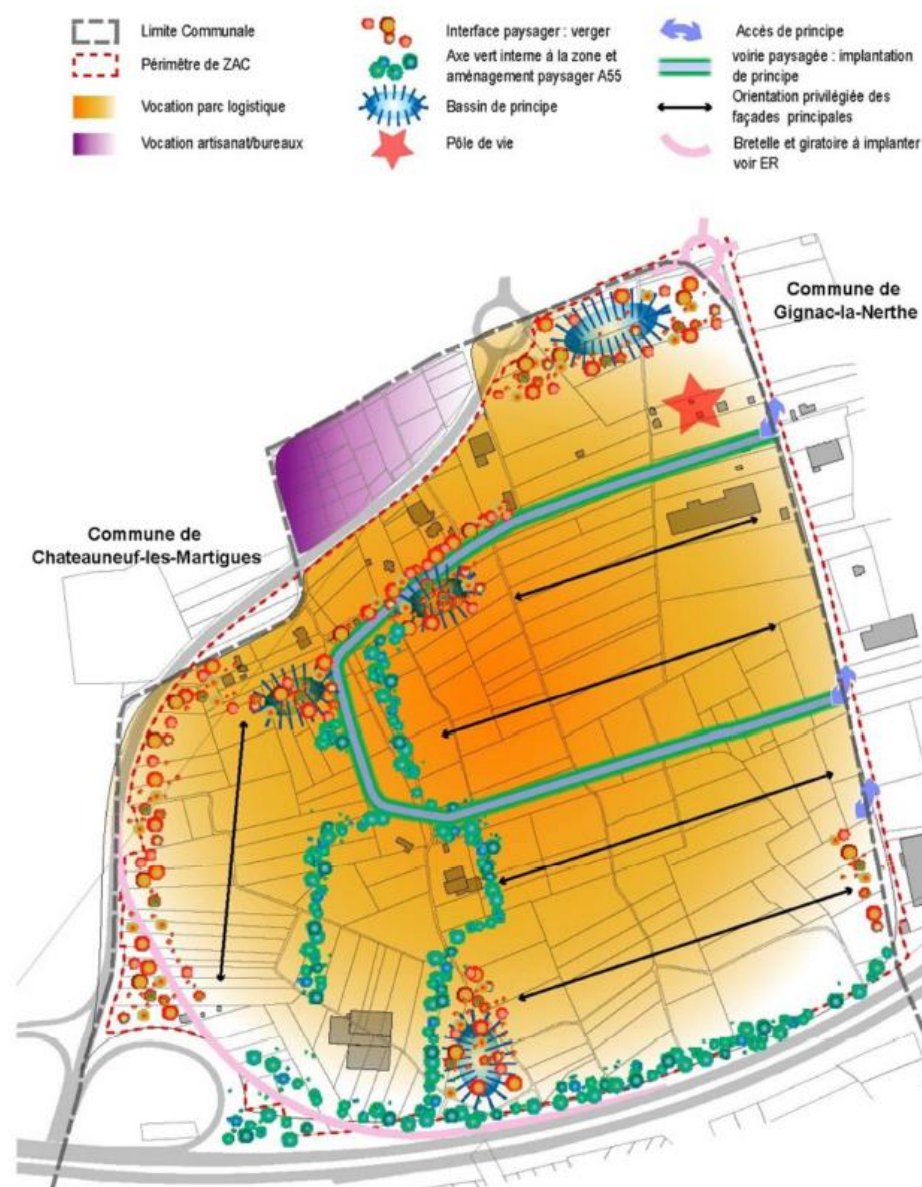 Limite Communale
Périmêtre de ZAC
Vocation parc logistique
Vocation artisanat/bureaux
Interface paysager : verger
Axe vert interne à la zone et
aménagement paysager A55
Bassin de principe
Pôle de vie
Accès de principe
voirie paysagée : implantation
de principe
Orientation privilégiée des
façades principales
Bretelle et giratoire à implanter
voir ER
Commune de
Gignac-la-Nerthe
Commune de
Chateauneuf-les-Martigues